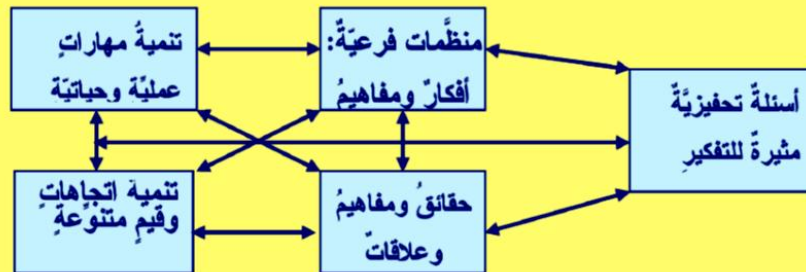 منظَّمات فرعيّةٌ:
أفكارٌ ومفاهيمُ
تنميةُ مهاراتٍ
عمليّةٍ وحياتيّةٍ
أسئلةٌ تحفيزيَّةٌ
مثيرةٌ للتفكيرِ
حقائقُ ومفاهيمُ
وعلاقاتٌ
تنمية اتجاهاتٍ
وقيمٍ متنوّعةٍ